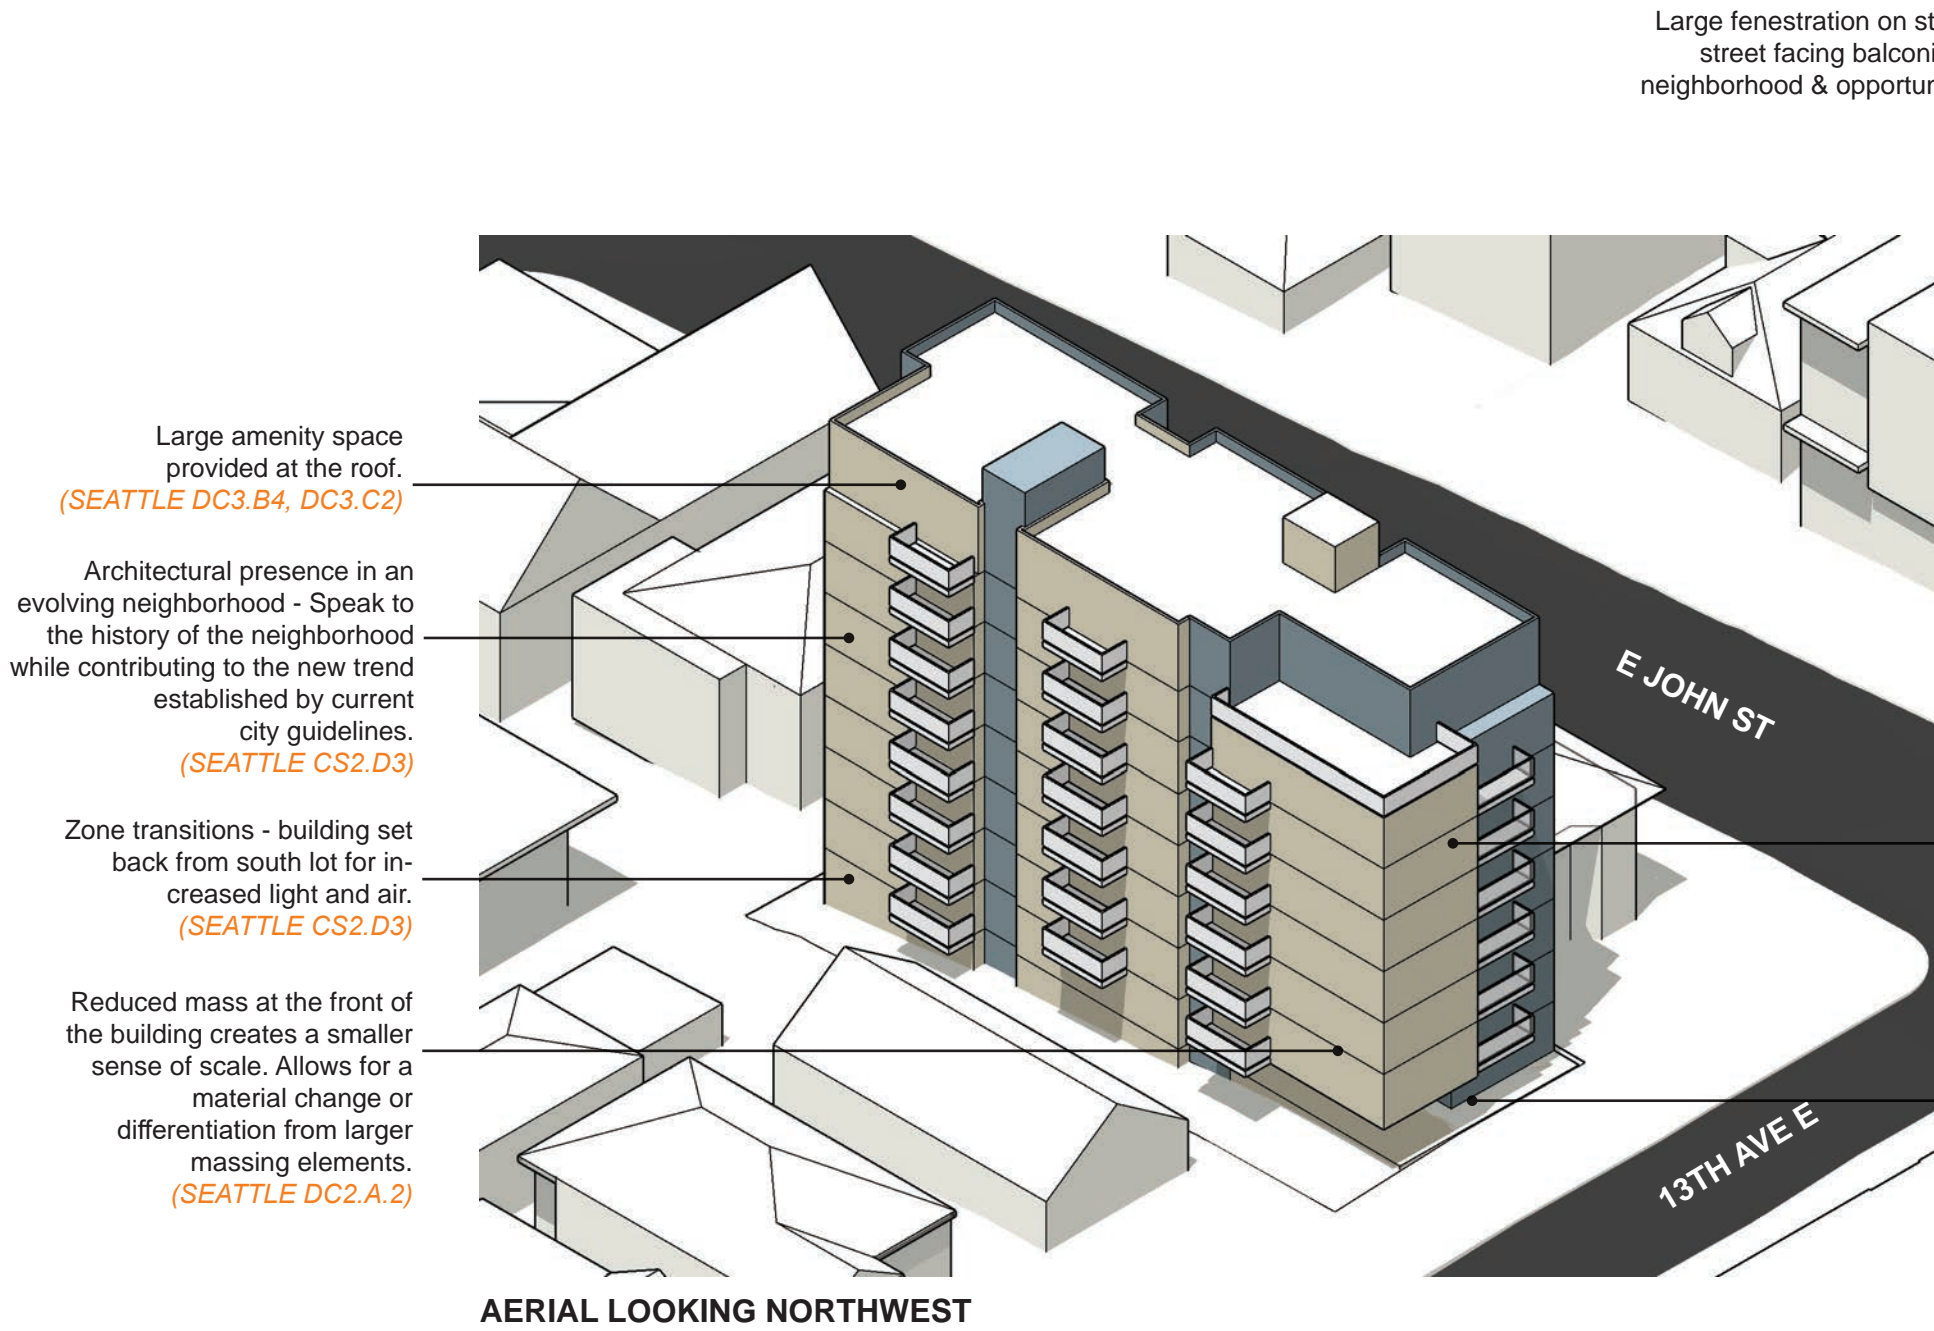 Large fenestration on
street facing
neighborhood &
Large amenity space
provided at the roof.
(SEATTLE DC3.B4, DC3.C2)
Architectural presence in an
evolving neighborhood - Speak to
the history of the neighborhood
while contributing to the new trend
established by current
city guidelines.
(SEATTLE CS2.D3)
Zone transitions - building set
back from south lot for in-
creased light and air.
(SEATTLE CS2.D3)
Reduced mass at the front of
the building creates a smaller
sense of scale. Allows for a
material change or
differentiation from larger
massing elements.
(SEATTLE DC2.A.2)
E JOHN ST
13TH AVE E
AERIAL LOOKING NORTHWEST